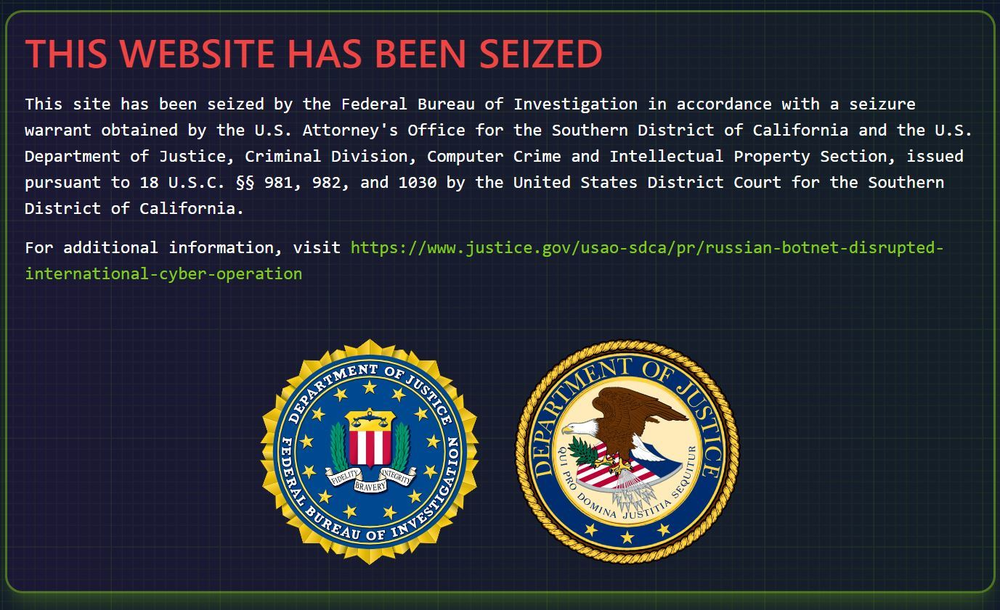 THIS WEBSITE HAS BEEN SEIZED
This site has been seized by the Federal Bureau of Investigation in accordance with a seizure
warrant obtained by the U.S. Attorney's Office for the Southern District of California and the U.S.
Department of Justice, Criminal Division, Computer Crime and Intellectual Property Section, issued
pursuant to 18 U.S.C. §§ 981, 982, and 1030 by the United States District Court for the Southern
District of California.
For additional information, visit https://www.justice.gov/usao-sdca/pr/russian-botnet-disrupted-
international-cyber-operation
DEPARTMENT OF JUSTICE
FEDERAL BUREAU OF INVESTIGATION
FIDELITY
BRAVERY
INTEGRITY
DEPARTMENT OF JUSTICE
QUI PRO DOMINA JUSTITIA SEQUITUR